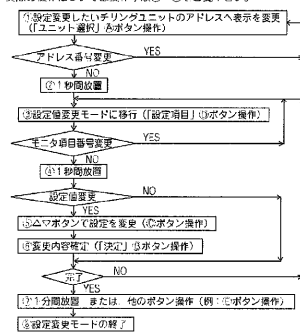 ①設定変更したいチリングユニットのアドレスへ表示を変更
(「ユニット選択」Ⓐボタン操作)
アドレス番号変更
YES
NO
②1秒間放置
③設定値変更モードに移行(「設定項目」Ⓓボタン操作)
モニタ項目番号変更
YES
NO
④1秒間放置
設定値変更
NO
YES
⑤△▽ボタンで設定を変更(Ⓒボタン操作)
⑥変更内容確定(「決定」Ⓑボタン操作)
完了
NO
YES
⑦1分間放置 または、他のボタン操作(例:Ⓔボタン操作)
⑧設定変更モードの終了